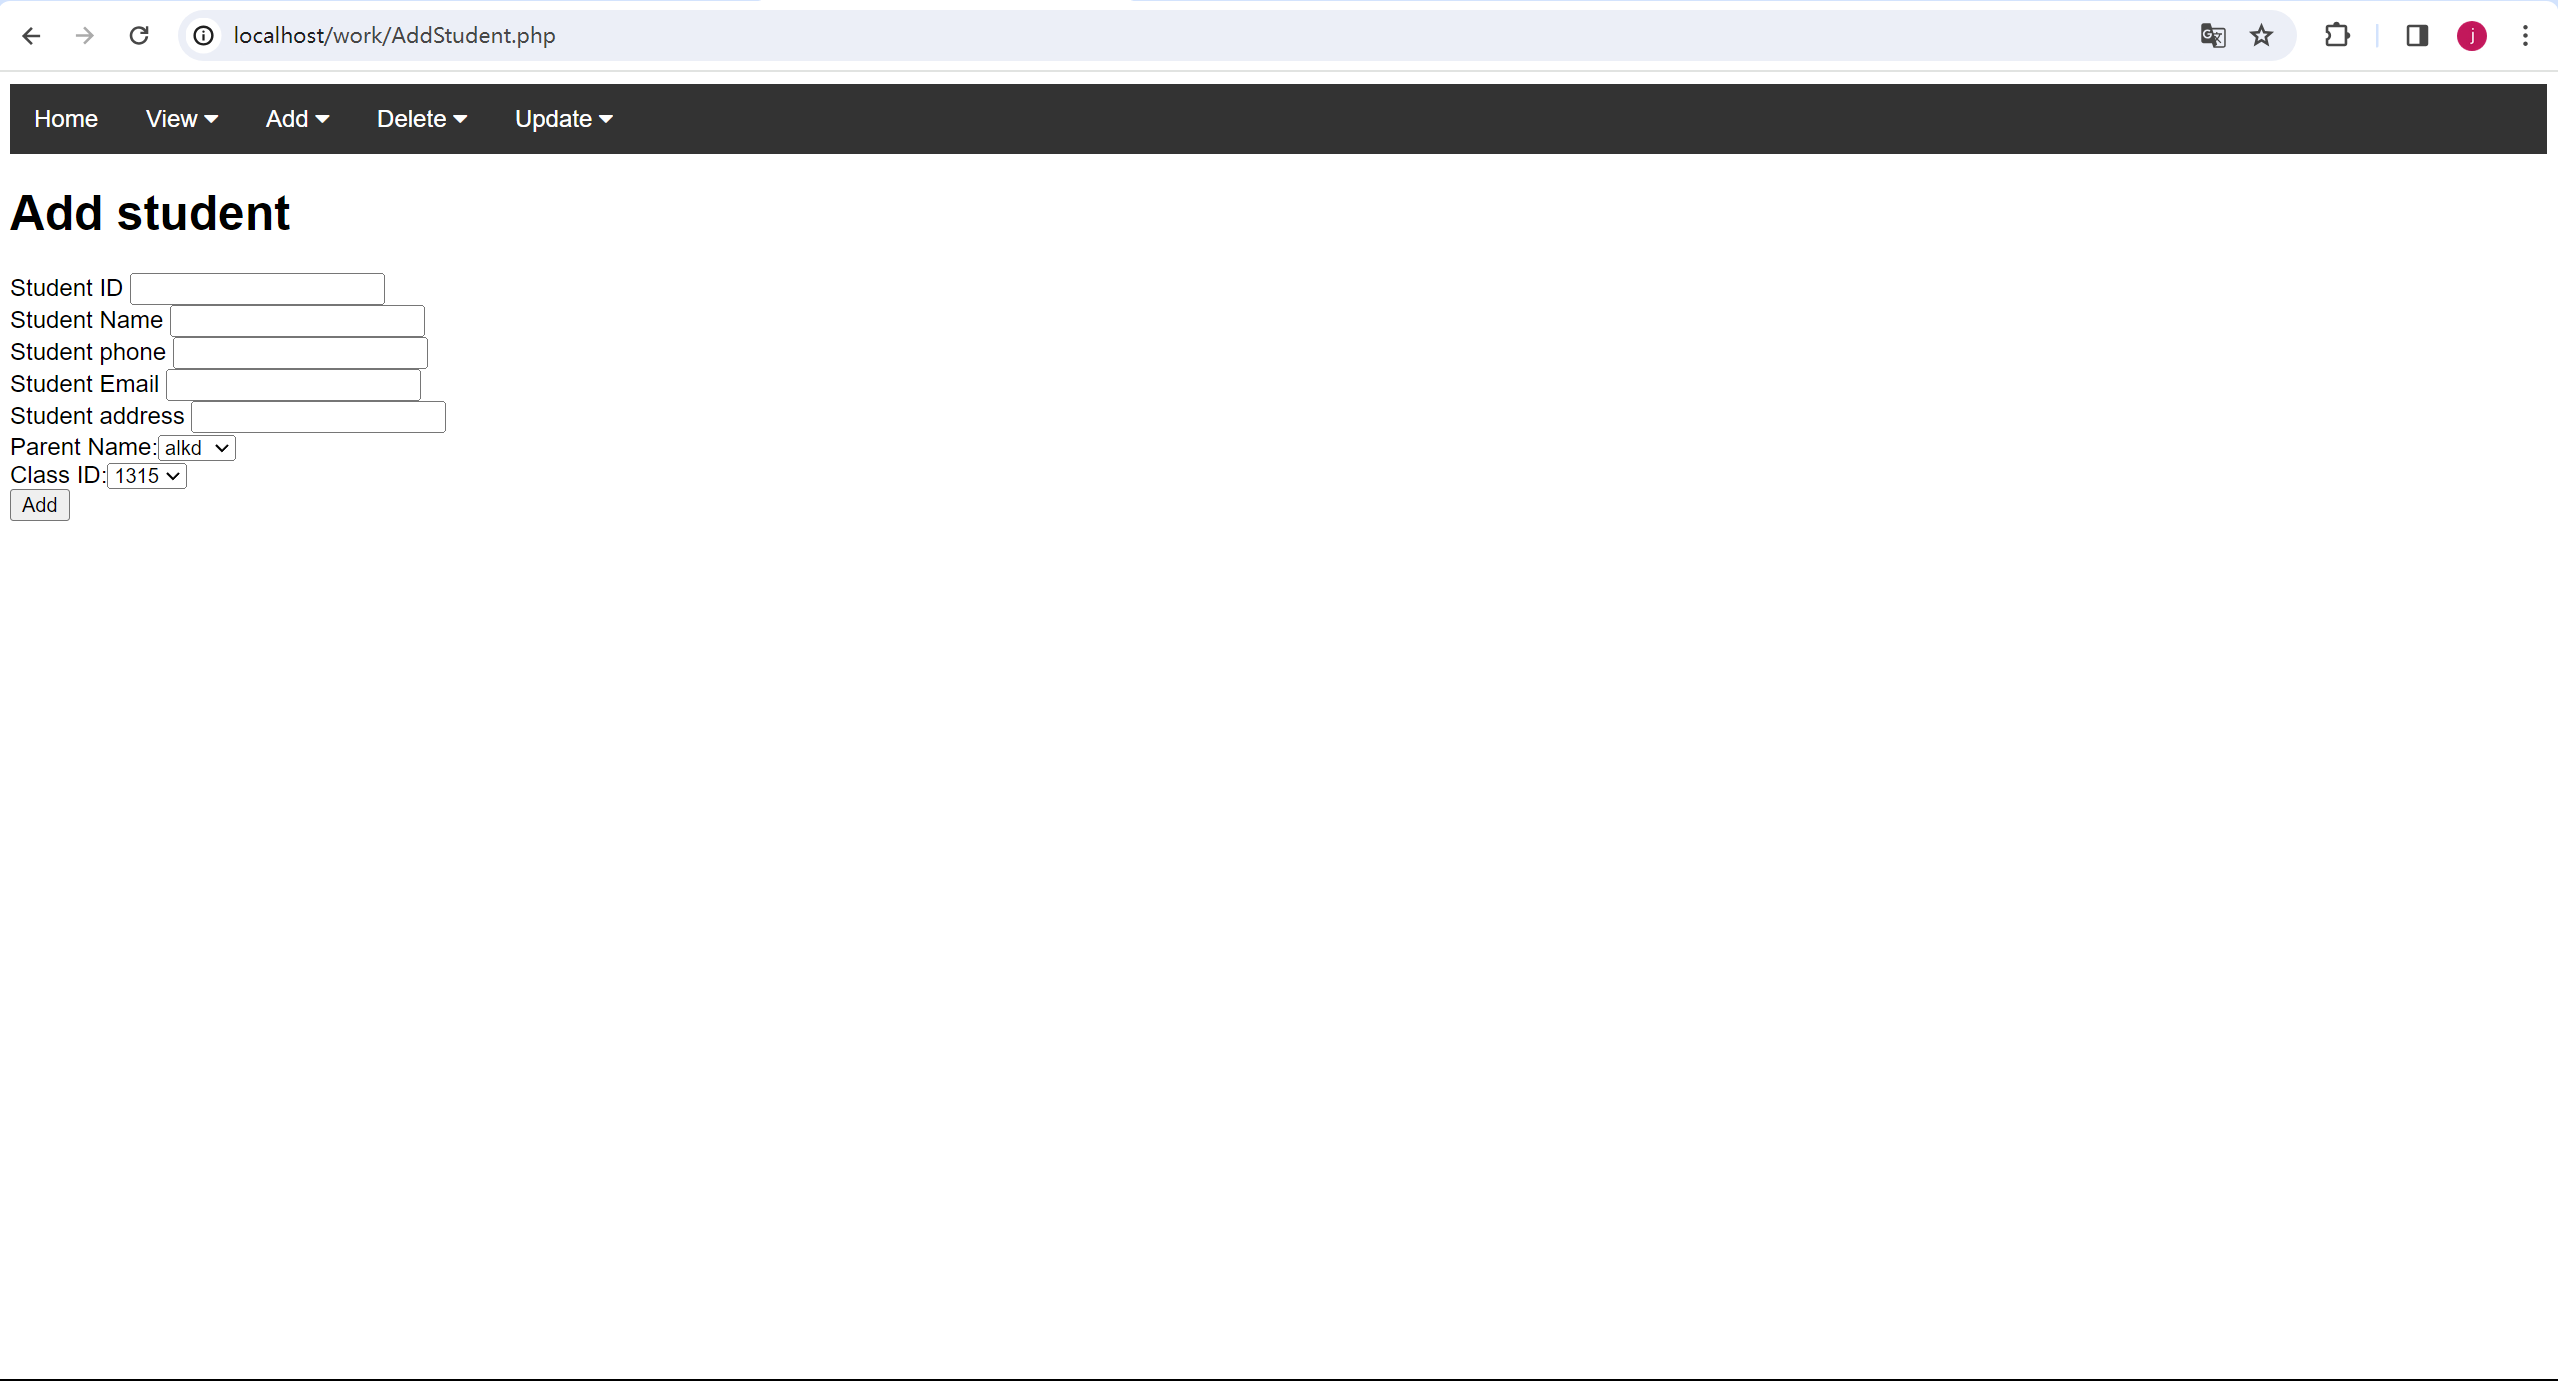 localhost/work/AddStudent.php
j
Home View Add Delete Update
Add student
Student ID
Student Name
Student phone
Student Email
Student address
Parent Name: alkd
Class ID: 1315
Add